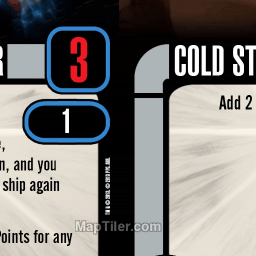 R
3
1
,
n, and you
ship again
Points for any
COLD ST
Add 2
MapTiler.com